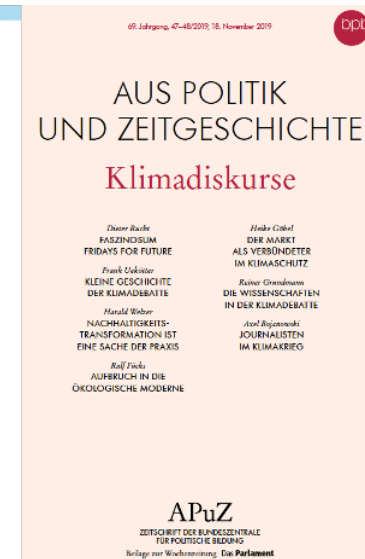 69. Jahrgang, 47–48/2019, 18. November 2019
bpb
AUS POLITIK
UND ZEITGESCHICHTE
Klimadiskurse
Dieter Rucht
FASZINOSUM
FRIDAYS FOR FUTURE
Frank Uekötter
KLEINE GESCHICHTE
DER KLIMADEBATTE
Harald Welzer
NACHHALTIGKEITS-
TRANSFORMATION IST
EINE SACHE DER PRAXIS
Ralf Fücks
AUFBRUCH IN DIE
ÖKOLOGISCHE MODERNE
Heike Göbel
DER MARKT
ALS VERBÜNDETER
IM KLIMASCHUTZ
Reiner Grundmann
DIE WISSENSCHAFTEN
IN DER KLIMADEBATTE
Axel Bojanowski
JOURNALISTEN
IM KLIMAKRIEG
APuZ
ZEITSCHRIFT DER BUNDESZENTRALE
FÜR POLITISCHE BILDUNG
Beilage zur Wochenzeitung Das Parlament